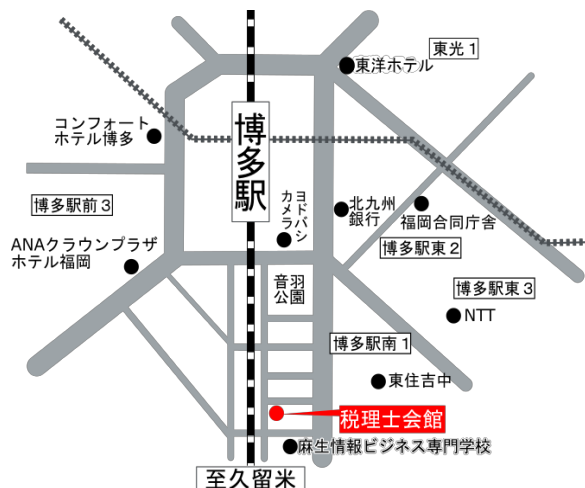 東光1
東洋ホテル
コンフォート
ホテル博多
博多駅
ヨドバシ
カメラ
北九州
銀行
福岡合同庁舎
博多駅前3
博多駅東2
ANAクラウンプラザ
ホテル福岡
音羽
公園
博多駅東3
NTT
博多駅南1
東住吉中
税理士会館
麻生情報ビジネス専門学校
至久留米